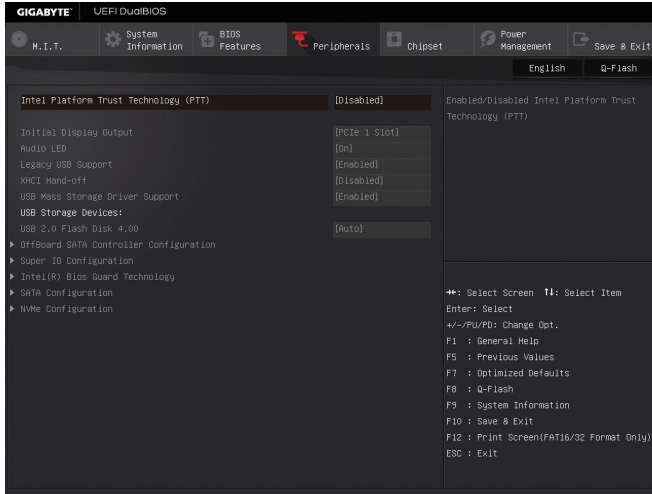 GIGABYTE™ UEFI DualBIOS
M.I.T.
System Information
BIOS Features
Peripherals
Chipset
Power Management
Save & Exit
English Q-Flash
Intel Platform Trust Technology (PTT) [Disabled]
Initial Display Output [PCIe 1 Slot]
Audio LED [On]
Legacy USB Support [Enabled]
XHCI Hand-off [Disabled]
USB Mass Storage Driver Support [Enabled]
USB Storage Devices:
USB 2.0 Flash Disk 4.00 [Auto]
OffBoard SATA Controller Configuration
Super IO Configuration
Intel(R) Bios Guard Technology
SATA Configuration
NVMe Configuration
Enabled/Disabled Intel Platform Trust
Technology (PTT)
→←: Select Screen ↑↓: Select Item
Enter: Select
+/-/PU/PD: Change Opt.
F1 : General Help
F5 : Previous Values
F7 : Optimized Defaults
F8 : Q-Flash
F9 : System Information
F10 : Save & Exit
F12 : Print Screen(FAT16/32 Format Only)
ESC : Exit